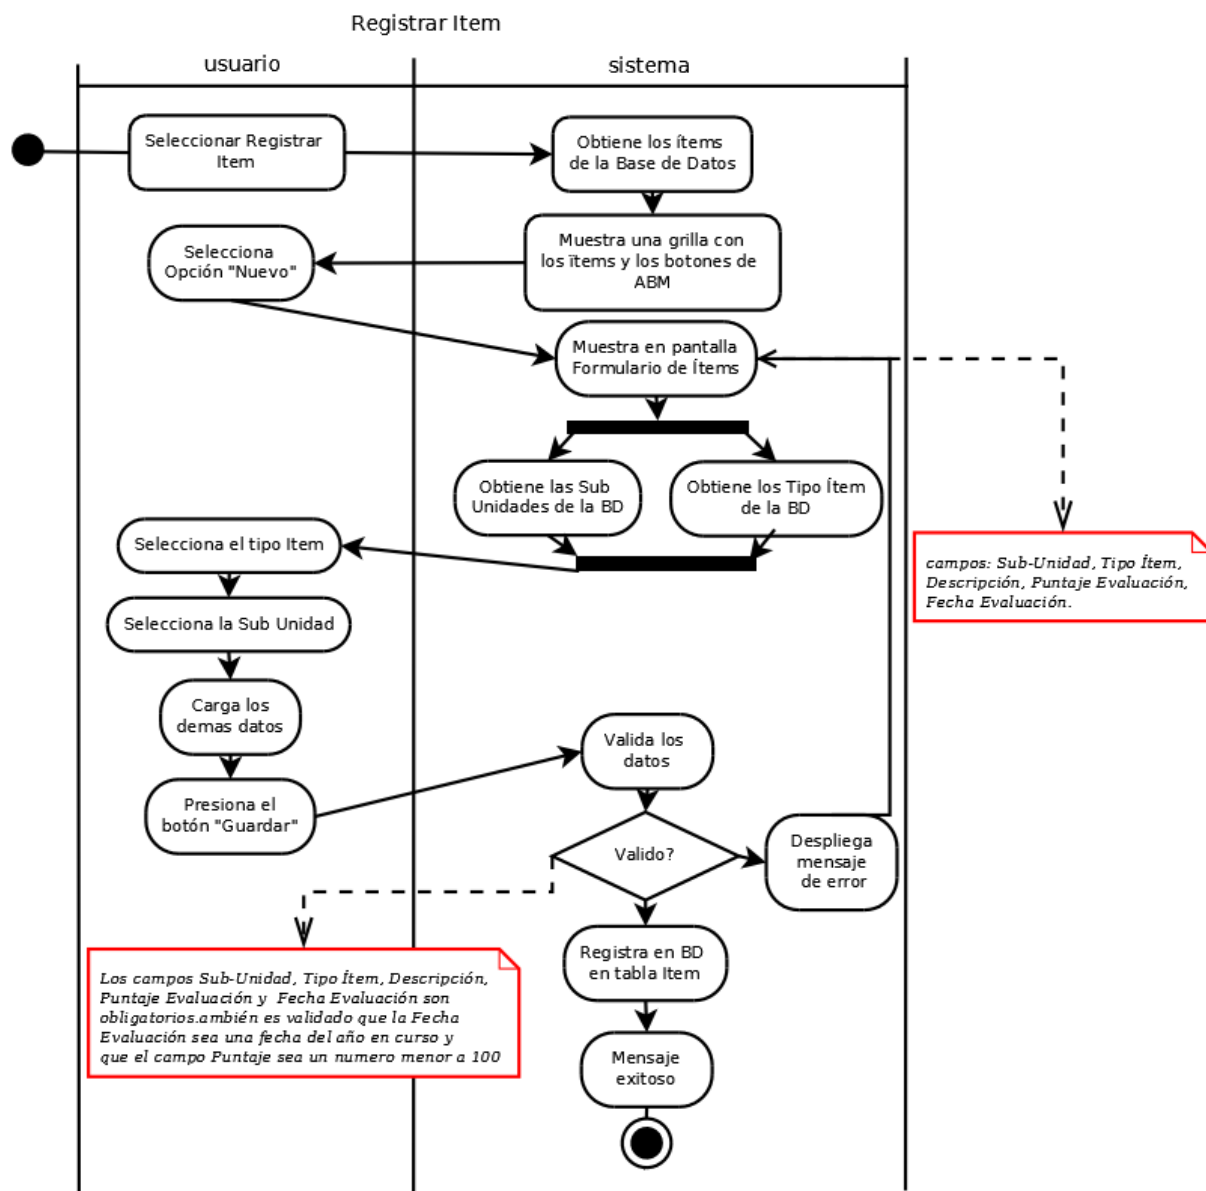 Registrar Item
usuario
sistema
Seleccionar Registrar
Item
Obtiene los ítems
de la Base de Datos
Muestra una grilla con
los ïtems y los botones de
ABM
Selecciona
Opción "Nuevo"
Muestra en pantalla
Formulario de Ítems
Obtiene las Sub
Unidades de la BD
Obtiene los Tipo Ítem
de la BD
campos: Sub-Unidad, Tipo Ítem,
Descripción, Puntaje Evaluación,
Fecha Evaluación.
Selecciona el tipo Item
Selecciona la Sub Unidad
Carga los
demas datos
Presiona el
botón "Guardar"
Valida los
datos
Valido?
Despliega
mensaje
de error
Los campos Sub-Unidad, Tipo Ítem, Descripción,
Puntaje Evaluación y Fecha Evaluación son
obligatorios.ambién es validado que la Fecha
Evaluación sea una fecha del año en curso y
que el campo Puntaje sea un numero menor a 100
Registra en BD
en tabla Item
Mensaje
exitoso